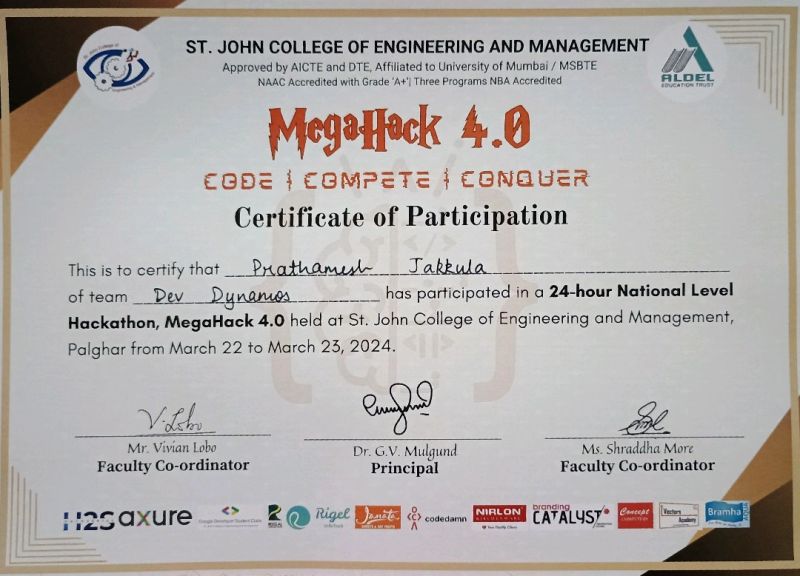 St. John College of
Engineering & Management
ST. JOHN COLLEGE OF ENGINEERING AND MANAGEMENT
Approved by AICTE and DTE, Affiliated to University of Mumbai / MSBTE
NAAC Accredited with Grade 'A+'| Three Programs NBA Accredited
ALDEL
EDUCATION TRUST
MegaHack 4.0
CODE | COMPETE | CONQUER
Certificate of Participation
This is to certify that Prathamesh Jakkula
of team Dev Dynamos has participated in a 24-hour National Level
Hackathon, MegaHack 4.0 held at St. John College of Engineering and Management,
Palghar from March 22 to March 23, 2024.
V. Lobo
Mr. Vivian Lobo
Faculty Co-ordinator
Dr. G.V. Mulgund
Principal
Ms. Shraddha More
Faculty Co-ordinator
H2S axure
Google Developer Student Clubs
Rigel
Janata
codedamn
NIRLON
KITCHENWARE
branding
CATALYST
Concept
Vectors
Academy
Bramha